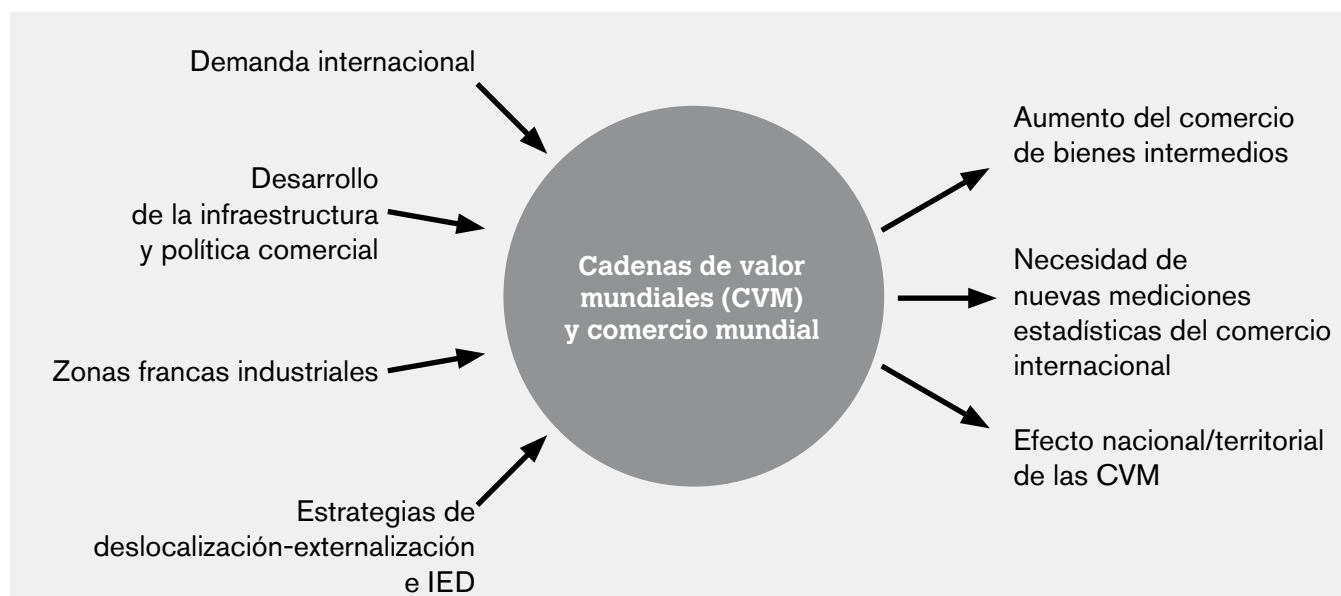 Demanda internacional
Desarrollo
de la infraestructura
y política comercial
Zonas francas industriales
Estrategias de
deslocalización-externalización
e IED
Cadenas de valor
mundiales (CVM)
y comercio mundial
Aumento del comercio
de bienes intermedios
Necesidad de
nuevas mediciones
estadísticas del comercio
internacional
Efecto nacional/territorial
de las CVM